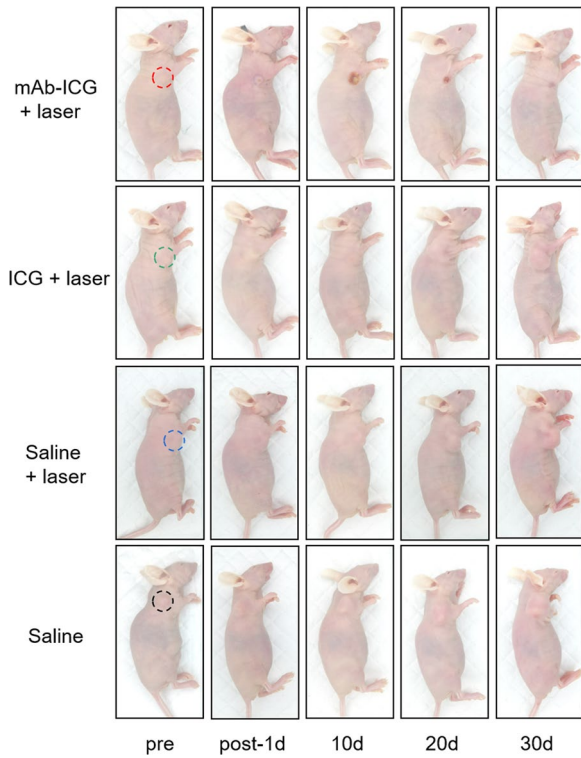 mAb-ICG
+ laser
ICG + laser
Saline
+ laser
Saline
pre post-1d 10d 20d 30d